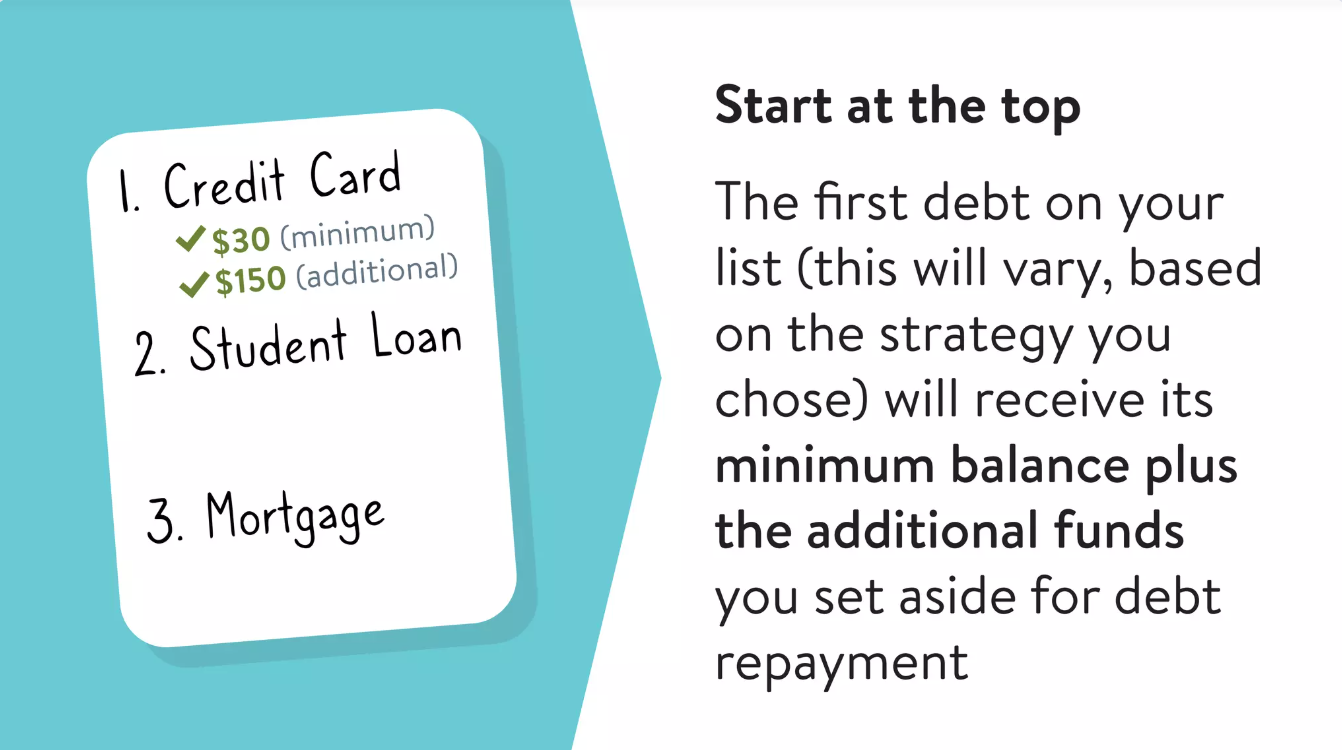 1. Credit Card
$30 (minimum)
$150 (additional)
2. Student Loan
3. Mortgage
Start at the top
The first debt on your
list (this will vary, based
on the strategy you
chose) will receive its
minimum balance plus
the additional funds
you set aside for debt
repayment